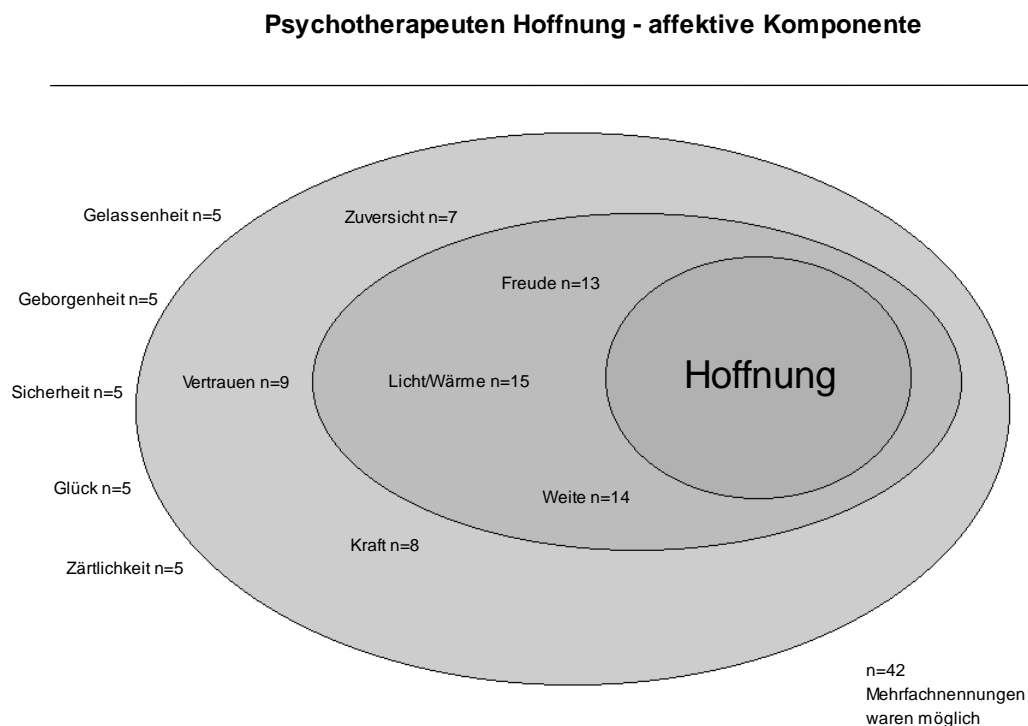 Psychotherapeuten Hoffnung - affektive Komponente
Gelassenheit n=5
Zuversicht n=7
Freude n=13
Geborgenheit n=5
Hoffnung
Sicherheit n=5
Vertrauen n=9
Licht/Wärme n=15
Glück n=5
Weite n=14
Kraft n=8
Zärtlichkeit n=5
n=42
Mehrfachnennungen
waren möglich